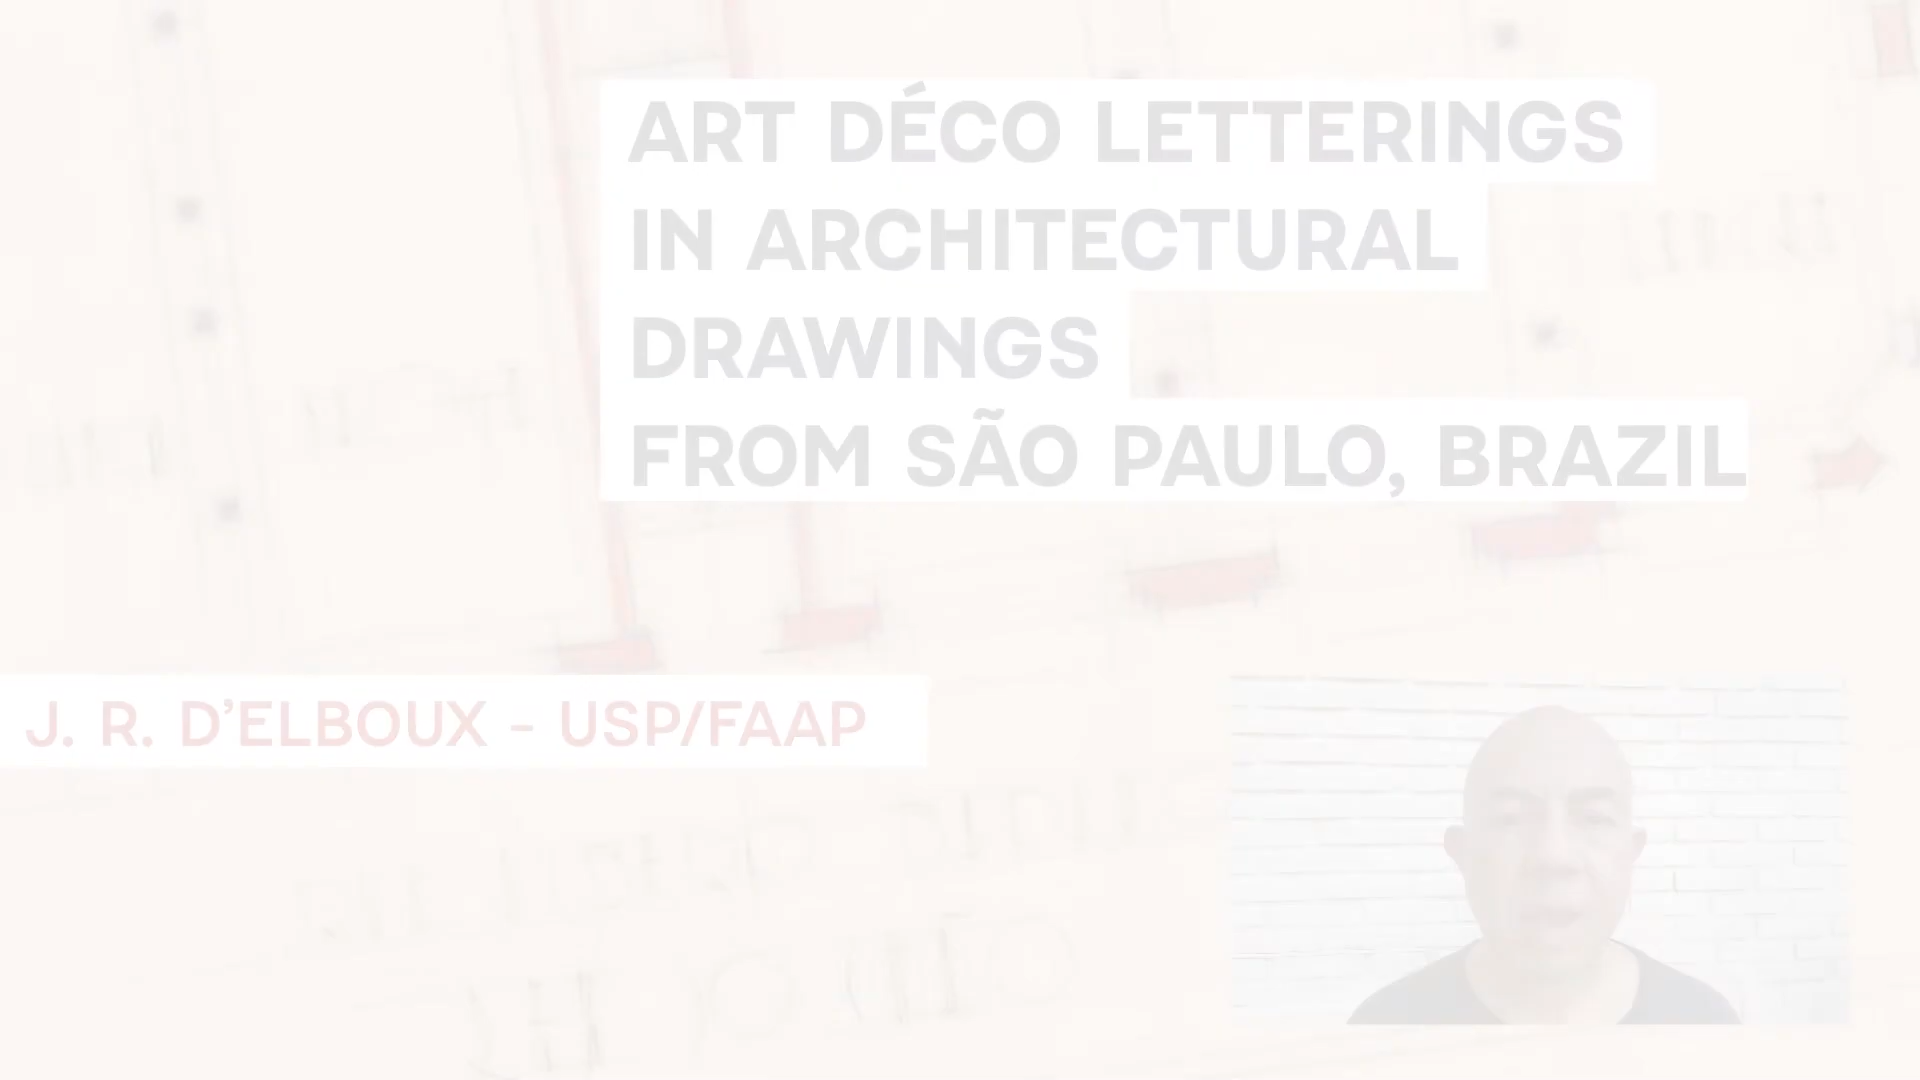 ART DÉCO LETTERINGS
IN ARCHITECTURAL
DRAWINGS
FROM SÃO PAULO, BRAZIL
J. R. D’ELBOUX – USP/FAAP